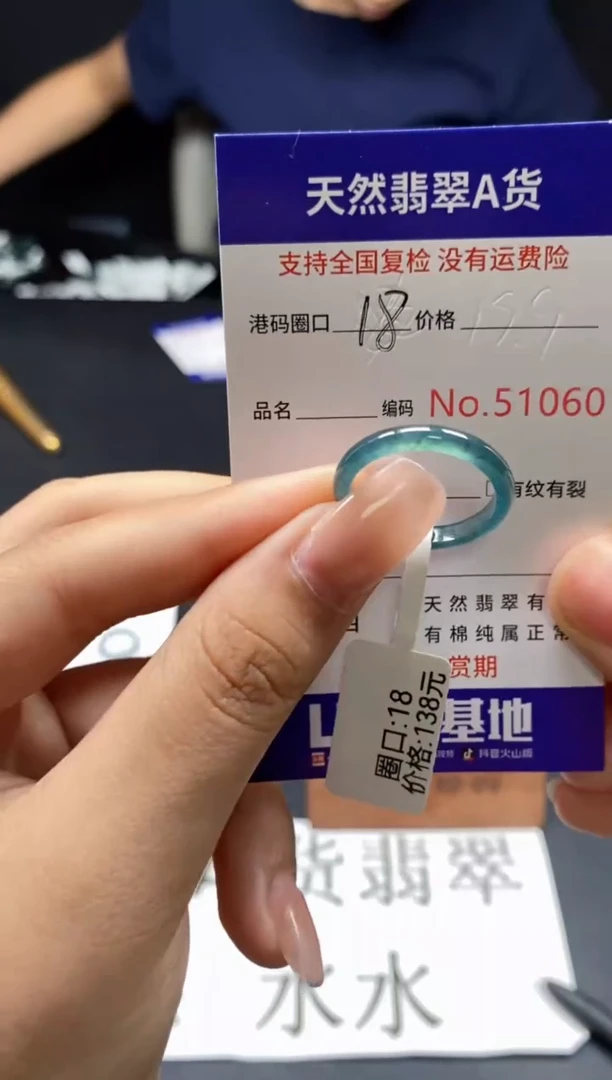 天然翡翠A货
支持全国复检 没有运费险
港码圈口 18 价格
品名 编码 No.51060
有纹有裂
天然翡翠有
有棉纯属正常
赏期
基地
抖音火山版
圈口:18
价格:138元
货翡翠
水水